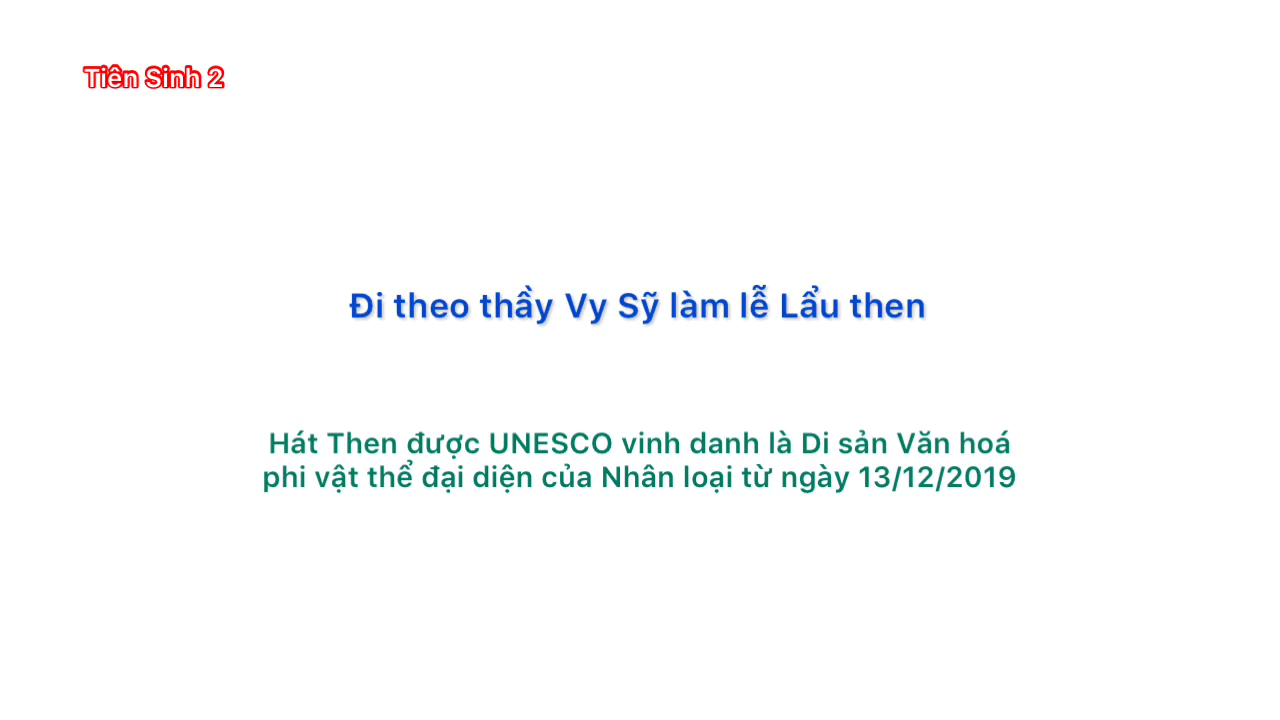 Tiên Sinh 2
Đi theo thầy Vy Sỹ làm lễ Lẩu then
Hát Then được UNESCO vinh danh là Di sản Văn hoá
phi vật thể đại diện của Nhân loại từ ngày 13/12/2019